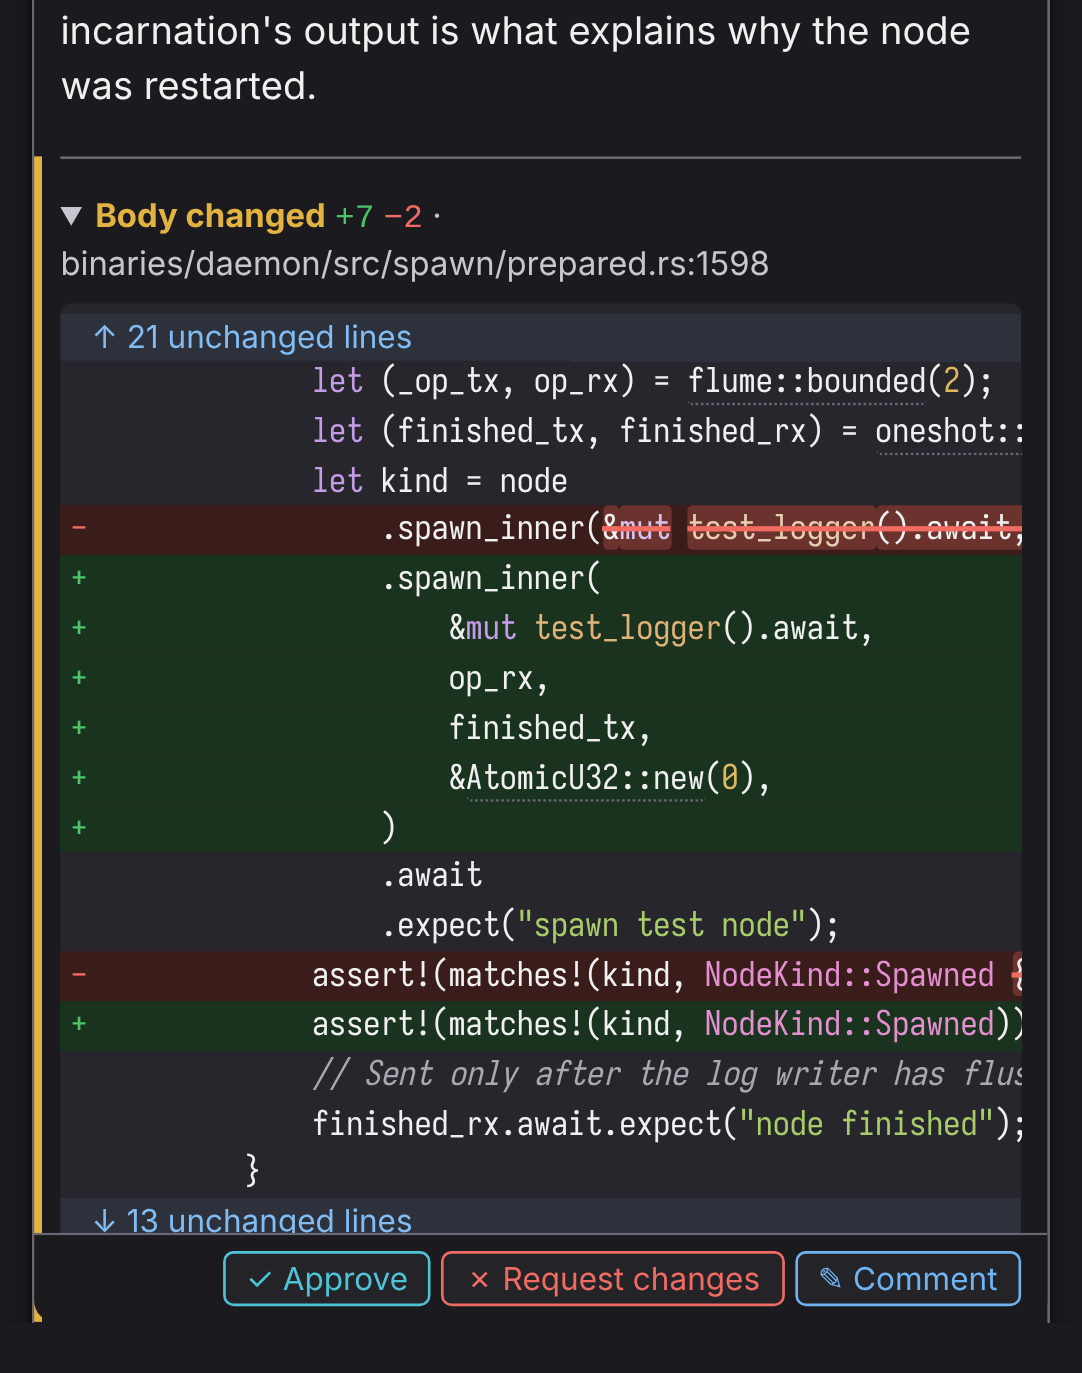 incarnation's output is what explains why the node
was restarted.
▼ Body changed +7 −2 ·
binaries/daemon/src/spawn/prepared.rs:1598
↑ 21 unchanged lines
let (_op_tx, op_rx) = flume::bounded(2);
let (finished_tx, finished_rx) = oneshot::
let kind = node
− .spawn_inner(&mut test_logger().await,
+ .spawn_inner(
+ &mut test_logger().await,
+ op_rx,
+ finished_tx,
+ &AtomicU32::new(0),
+ )
.await
.expect("spawn test node");
− assert!(matches!(kind, NodeKind::Spawned
+ assert!(matches!(kind, NodeKind::Spawned))
// Sent only after the log writer has flus
finished_rx.await.expect("node finished");
}
↓ 13 unchanged lines
✓ Approve
× Request changes
✎ Comment